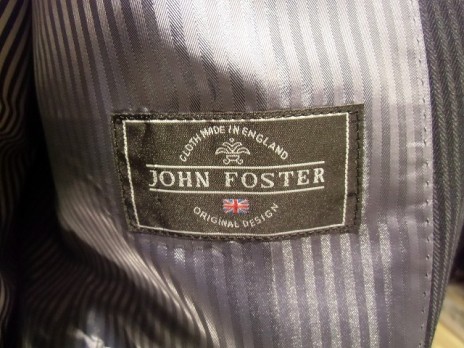 CLOTH MADE IN ENGLAND
JOHN FOSTER
ORIGINAL DESIGN